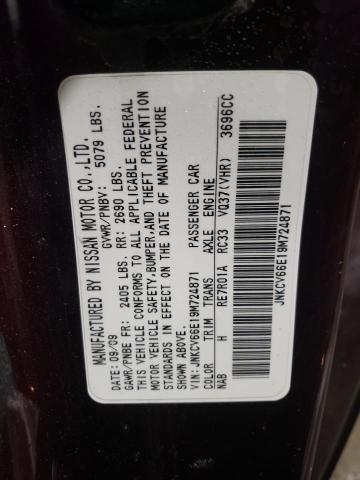 MANUFACTURED BY NISSAN MOTOR CO.,LTD.
DATE: 09/09 GVWR/PNBV: 5079 LBS.
GAWR/PNBE FR: 2405 LBS. RR: 2690 LBS.
THIS VEHICLE CONFORMS TO ALL APPLICABLE FEDERAL
MOTOR VEHICLE SAFETY, BUMPER, AND THEFT PREVENTION
STANDARDS IN EFFECT ON THE DATE OF MANUFACTURE
SHOWN ABOVE.
VIN: JNKCV66E19M724871 PASSENGER CAR
COLOR TRIM TRANS AXLE ENGINE
NAB H RE7R01A RC33 VQ37(VHR) 3696CC
JNKCV66E19M724871